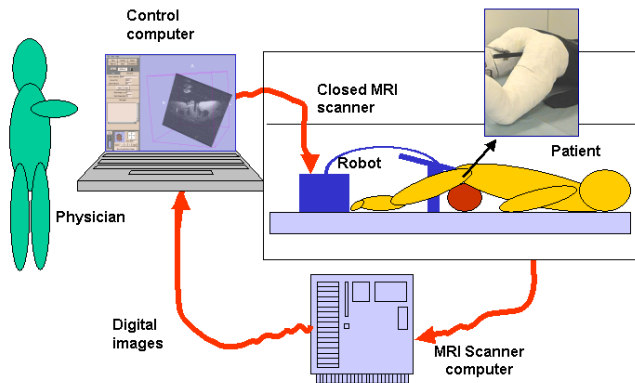 Control
computer
Closed MRI
scanner
Robot
Patient
Physician
Digital
images
MRI Scanner
computer